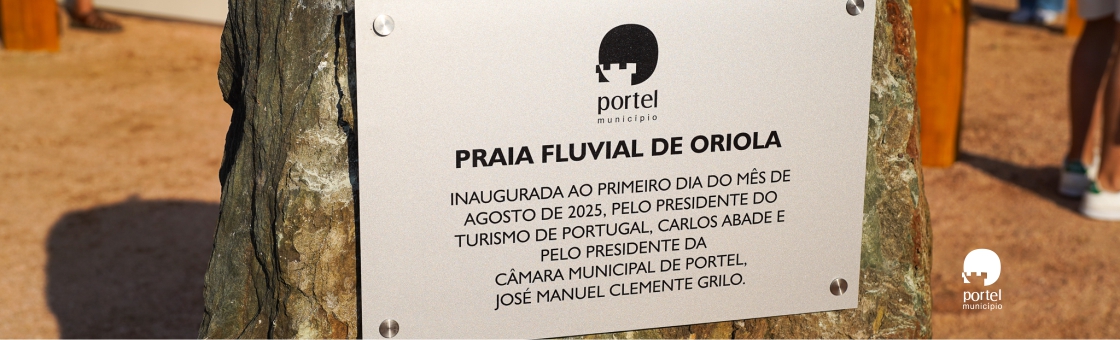 portel
município
PRAIA FLUVIAL DE ORIOLA
INAUGURADA AO PRIMEIRO DIA DO MÊS DE
AGOSTO DE 2025, PELO PRESIDENTE DO
TURISMO DE PORTUGAL, CARLOS ABADE E
PELO PRESIDENTE DA
CÂMARA MUNICIPAL DE PORTEL,
JOSÉ MANUEL CLEMENTE GRILO.
portel
município